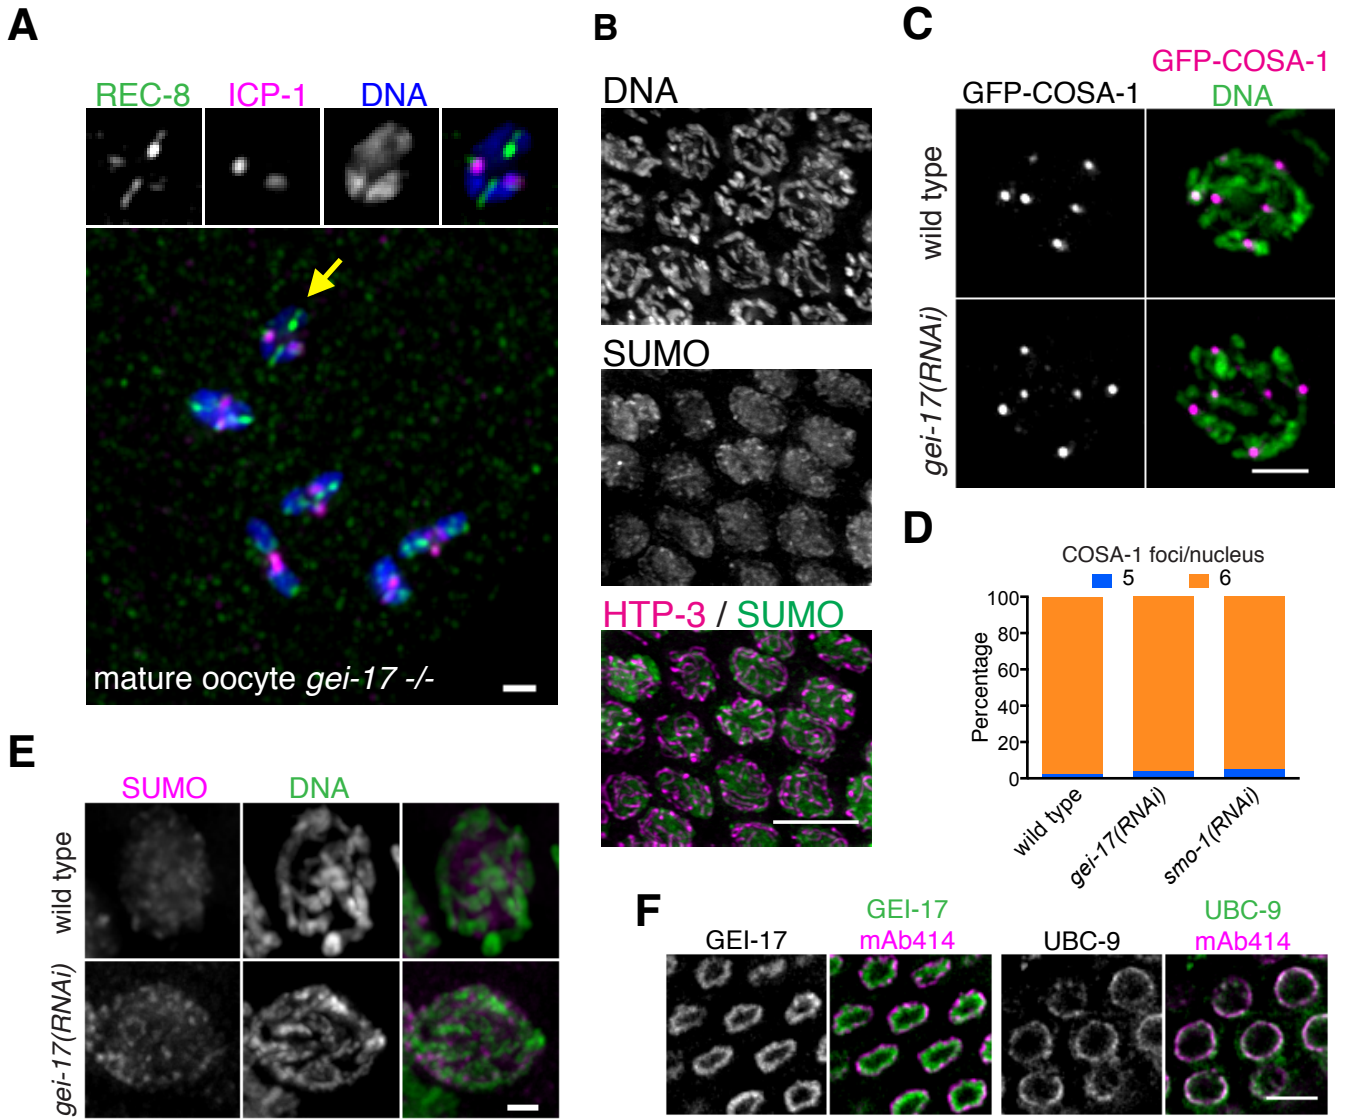 A
REC-8 ICP-1 DNA
mature oocyte gei-17 -/-
B
DNA
SUMO
HTP-3 / SUMO
C
GFP-COSA-1
GFP-COSA-1
DNA
wild type
gei-17(RNAi)
D
COSA-1 foci/nucleus
5 6
Percentage
100
80
60
40
20
0
wild type
gei-17(RNAi)
smo-1(RNAi)
E
SUMO DNA
wild type
gei-17(RNAi)
F
GEI-17
GEI-17
mAb414
UBC-9
UBC-9
mAb414